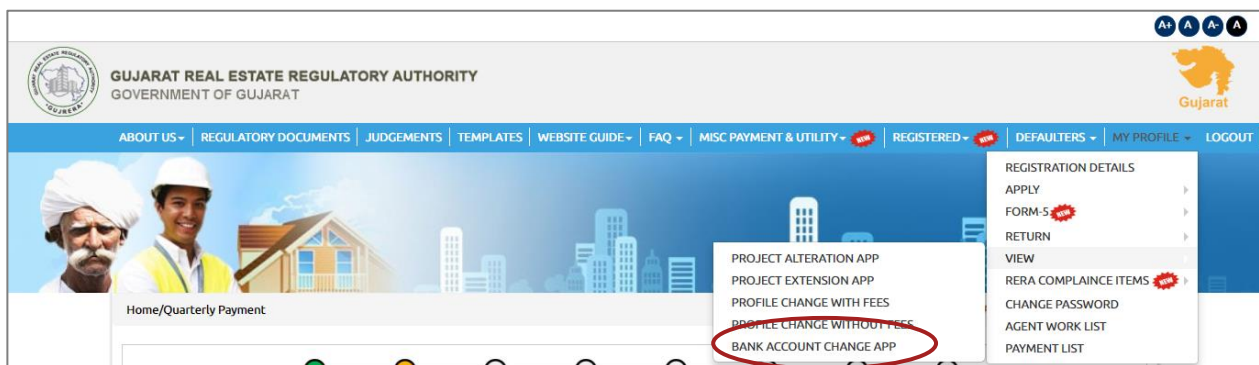 A+ A A- A
GUJARAT REAL ESTATE REGULATORY AUTHORITY
GOVERNMENT OF GUJARAT
Gujarat
ABOUT US REGULATORY DOCUMENTS JUDGEMENTS TEMPLATES WEBSITE GUIDE FAQ MISC PAYMENT & UTILITY NEW REGISTERED NEW DEFAULTERS MY PROFILE LOGOUT
REGISTRATION DETAILS
APPLY
FORM-5 NEW
RETURN
VIEW
RERA COMPLAINCE ITEMS NEW
CHANGE PASSWORD
AGENT WORK LIST
PAYMENT LIST
PROJECT ALTERATION APP
PROJECT EXTENSION APP
PROFILE CHANGE WITH FEES
PROFILE CHANGE WITHOUT FEES
BANK ACCOUNT CHANGE APP
Home/Quarterly Payment